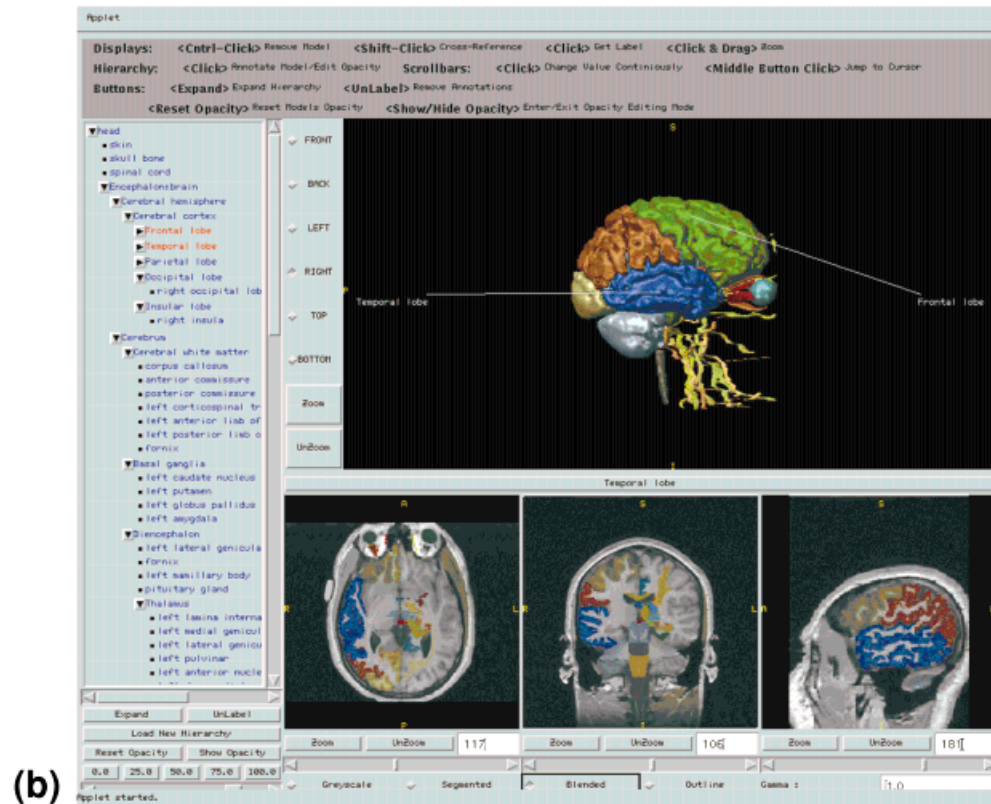 Applet
Displays: <Cntrl-Click> Remove Model <Shift-Click> Cross-Reference <Click> Get Label <Click & Drag> Zoom
Hierarchy: <Click> Annotate Model/Edit Opacity Scrollbars: <Click> Change Value Continiously <Middle Button Click> Jump to Cursor
Buttons: <Expand> Expand Hierarchy <UnLabel> Remove Annotations
<Reset Opacity> Reset Models Opacity <Show/Hide Opacity> Enter/Exit Opacity Editing Mode
head
skin
skull bone
spinal cord
Encephalonsbrain
Cerebral hemisphere
Cerebral cortex
Frontal lobe
Temporal lobe
Parietal lobe
Occipital lobe
right occipital lob
Insular lobe
right insula
Cerebrum
Cerebral white matter
corpus callosum
anterior commissure
posterior commissure
left corticospinal tr
left anterior limb of
left posterior limb o
fornix
Basal ganglia
left caudate nucleus
left putamen
left globus pallidus
left amygdala
Diencephalon
left lateral genicula
fornix
left mamillary body
pituitary gland
Thalamus
left lamina interna
left medial genicul
left lateral genicu
left pulvinar
left anterior nucle
Expand UnLabel
Load New Hierarchy
Reset Opacity Show Opacity
0.0 25.0 50.0 75.0 100.0
FRONT
BACK
LEFT
RIGHT
TOP
BOTTOM
Zoom
UnZoom
S
P
Temporal lobe
Frontal lobe
I
Temporal lobe
A
R
L
P
S
R
L
I
S
A
I
Zoom UnZoom 117 Zoom UnZoom 106 Zoom UnZoom 181
Greyscale Segmented Blended Outline Gamma : 1.0
(b)
Applet started.